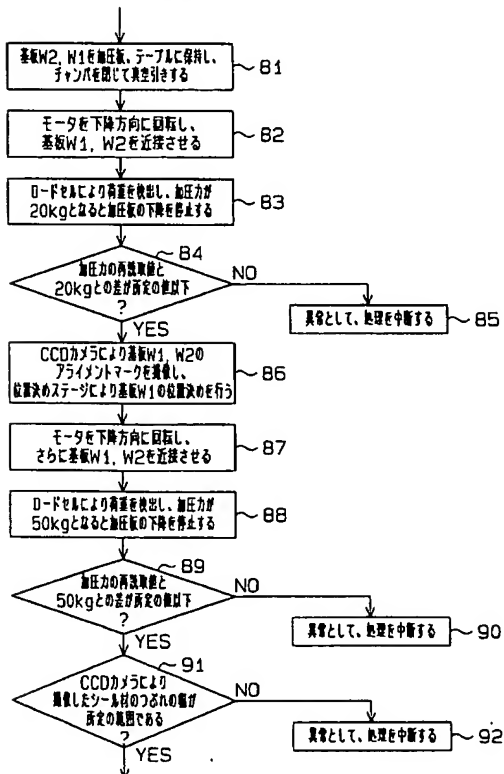 基板W2, W1を加圧板、テーブルに保持し、
チャンバを閉じて真空引きする
81
モータを下降方向に回転し、
基板W1, W2を近接させる
82
ロードセルにより荷重を検出し、加圧力が
20kgとなると加圧板の下降を停止する
83
84
加圧力の再読取値と
20kgとの差が所定の値以下
?
NO
異常として、処理を中断する
85
YES
CCDカメラにより基板W1, W2の
アライメントマークを撮像し、
位置決めステージにより基板W1の位置決めを行う
86
モータを下降方向に回転し、
さらに基板W1, W2を近接させる
87
ロードセルにより荷重を検出し、加圧力が
50kgとなると加圧板の下降を停止する
88
89
加圧力の再読取値と
50kgとの差が所定の値以下
?
NO
異常として、処理を中断する
90
YES
91
CCDカメラにより
撮像したシール材のつぶれの幅が
所定の範囲である
?
NO
異常として、処理を中断する
92
YES